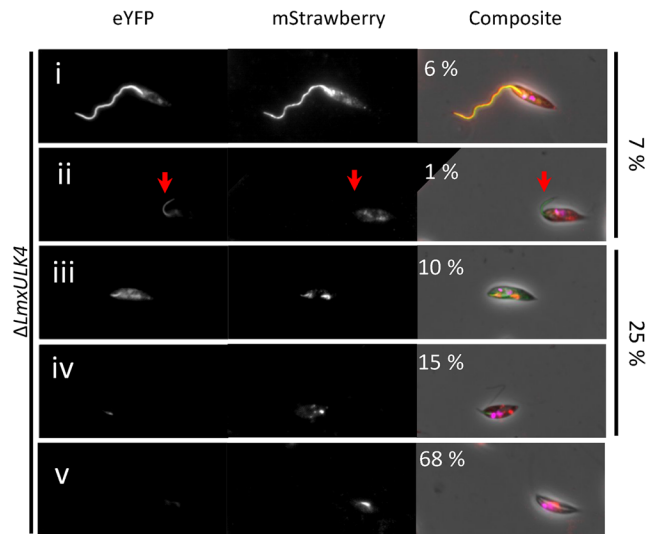 eYFP mStrawberry Composite
i 6 %
ii 1 %
7 %
iii 10 %
iv 15 %
25 %
v 68 %
ΔLmxULK4